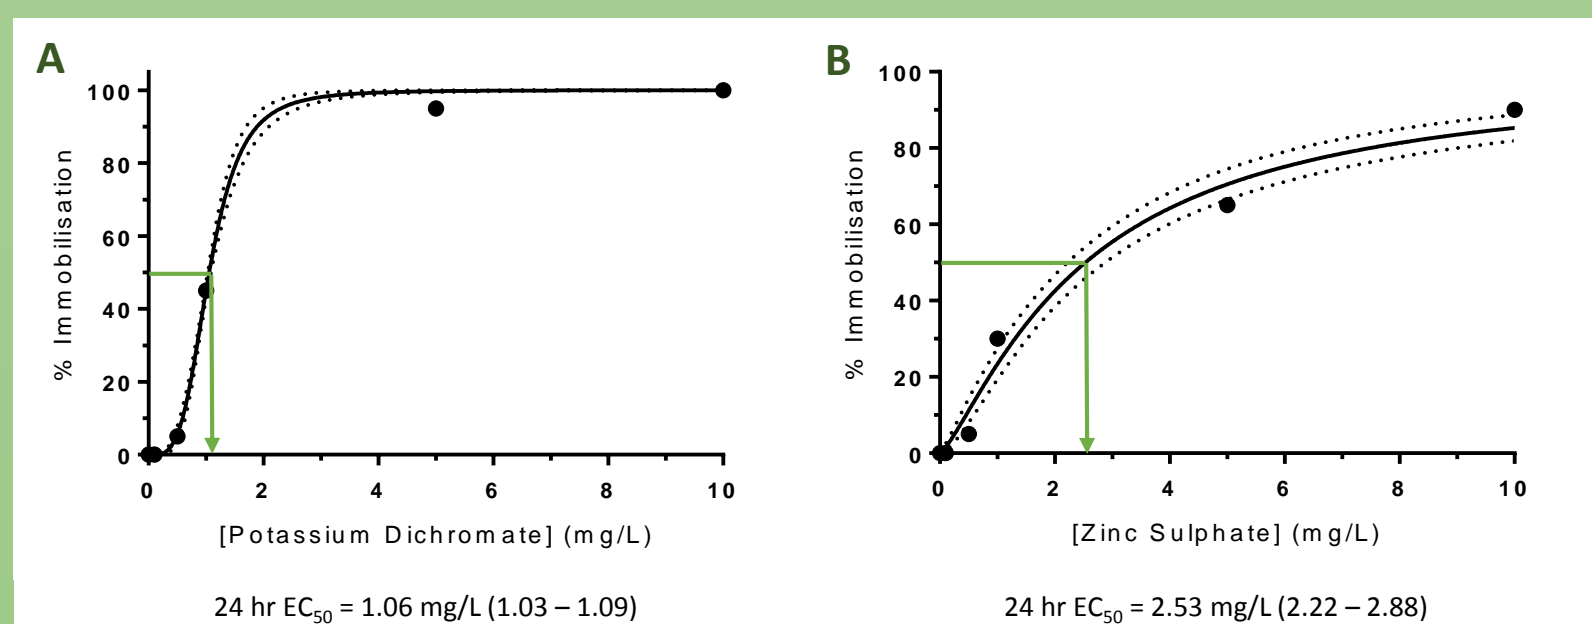 A
% Immobilisation
100
80
60
40
20
0
0 2 4 6 8 10
[Potassium Dichromate] (mg/L)
24 hr EC₅₀ = 1.06 mg/L (1.03 – 1.09)
B
% Immobilisation
100
80
60
40
20
0
0 2 4 6 8 10
[Zinc Sulphate] (mg/L)
24 hr EC₅₀ = 2.53 mg/L (2.22 – 2.88)